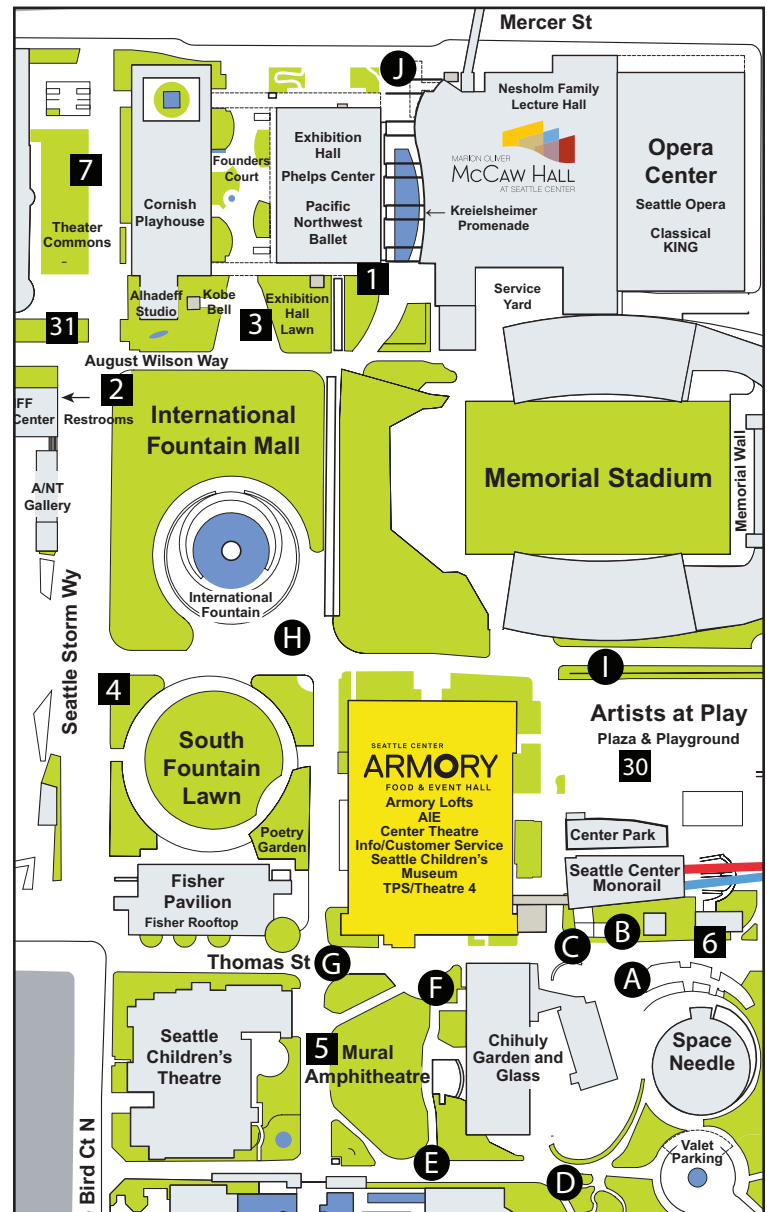 Mercer St
J
Nesholm Family
Lecture Hall
MARION OLIVER
McCAW HALL
AT SEATTLE CENTER
Opera
Center
Seattle Opera
Classical
KING
Exhibition
Hall
Phelps Center
Pacific
Northwest
Ballet
Founders
Court
7
Cornish
Playhouse
Theater
Commons
← Kreielsheimer
Promenade
1
Service
Yard
Alhadeff
Studio
Kobe
Bell
3
Exhibition
Hall
Lawn
31
August Wilson Way
2
FF
Center
← Restrooms
International
Fountain Mall
A/NT
Gallery
Memorial Stadium
Memorial Wall
International
Fountain
H
I
Seattle Storm Wy
4
South
Fountain
Lawn
Poetry
Garden
SEATTLE CENTER
ARMORY
FOOD & EVENT HALL
Armory Lofts
AIE
Center Theatre
Info/Customer Service
Seattle Children's
Museum
TPS/Theatre 4
Artists at Play
Plaza & Playground
30
Center Park
Seattle Center
Monorail
Fisher
Pavilion
Fisher Rooftop
B
C
6
Thomas St
G
A
F
Seattle
Children's
Theatre
5
Mural
Amphitheatre
Chihuly
Garden and
Glass
Space
Needle
Valet
Parking
E
D
Bird Ct N